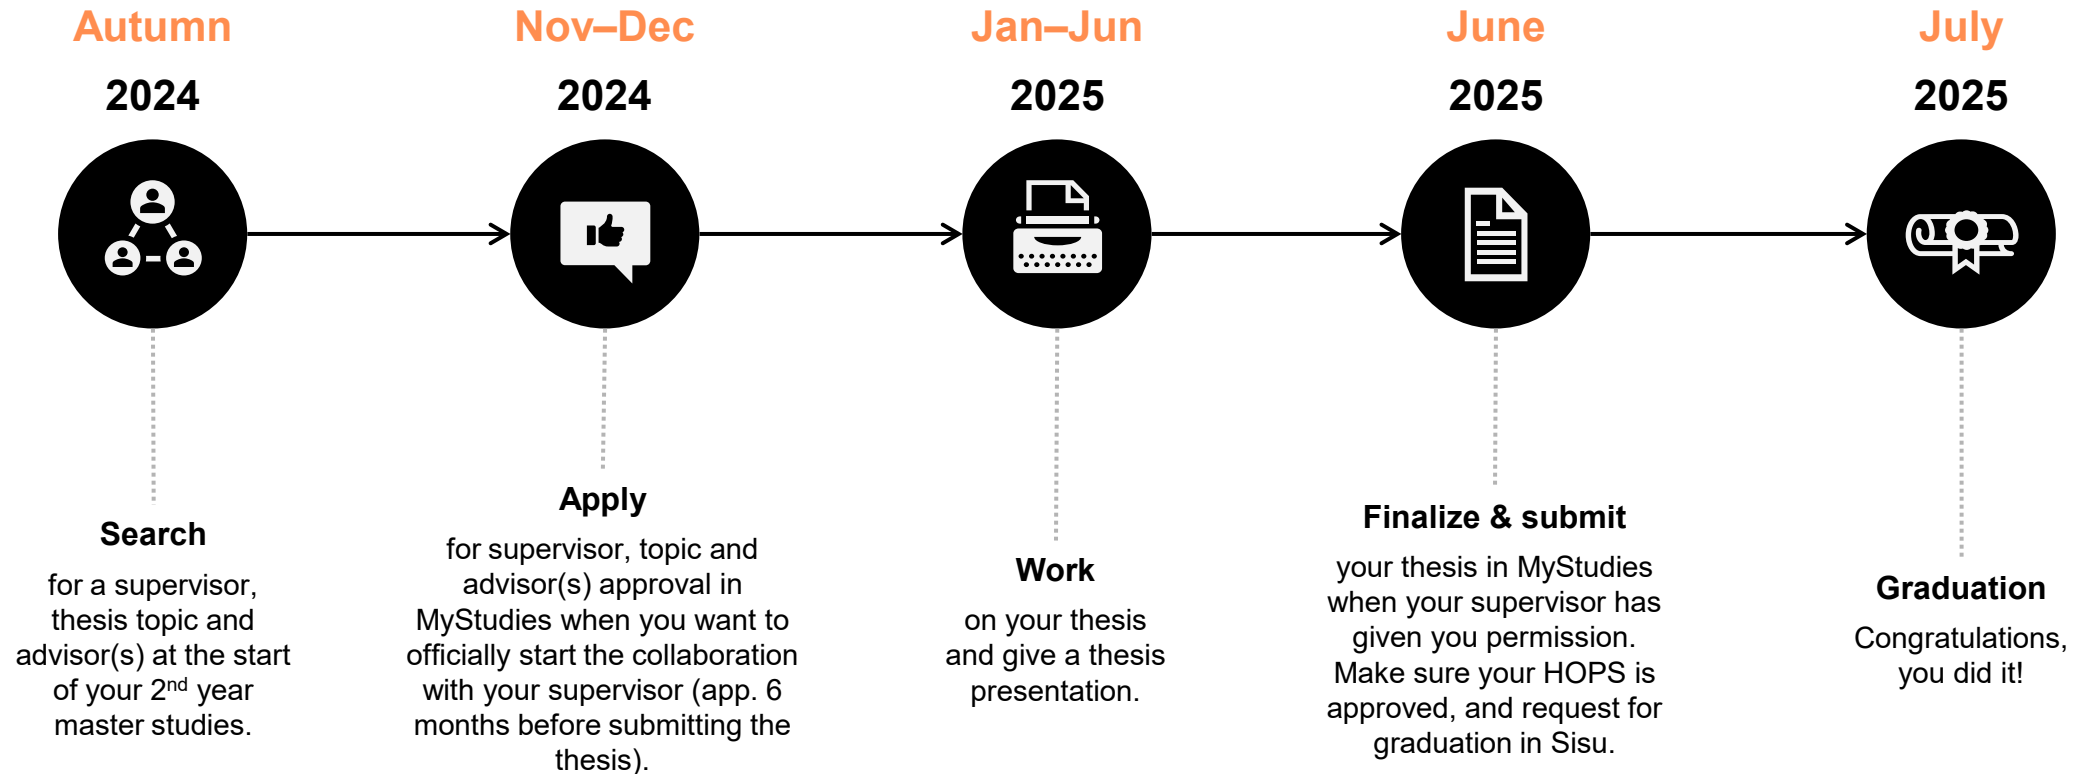 Autumn
2024
Search
for a supervisor,
thesis topic and
advisor(s) at the start
of your 2nd year
master studies.
Nov–Dec
2024
Apply
for supervisor, topic and
advisor(s) approval in
MyStudies when you want to
officially start the collaboration
with your supervisor (app. 6
months before submitting the
thesis).
Jan–Jun
2025
Work
on your thesis
and give a thesis
presentation.
June
2025
Finalize & submit
your thesis in MyStudies
when your supervisor has
given you permission.
Make sure your HOPS is
approved, and request for
graduation in Sisu.
July
2025
Graduation
Congratulations,
you did it!